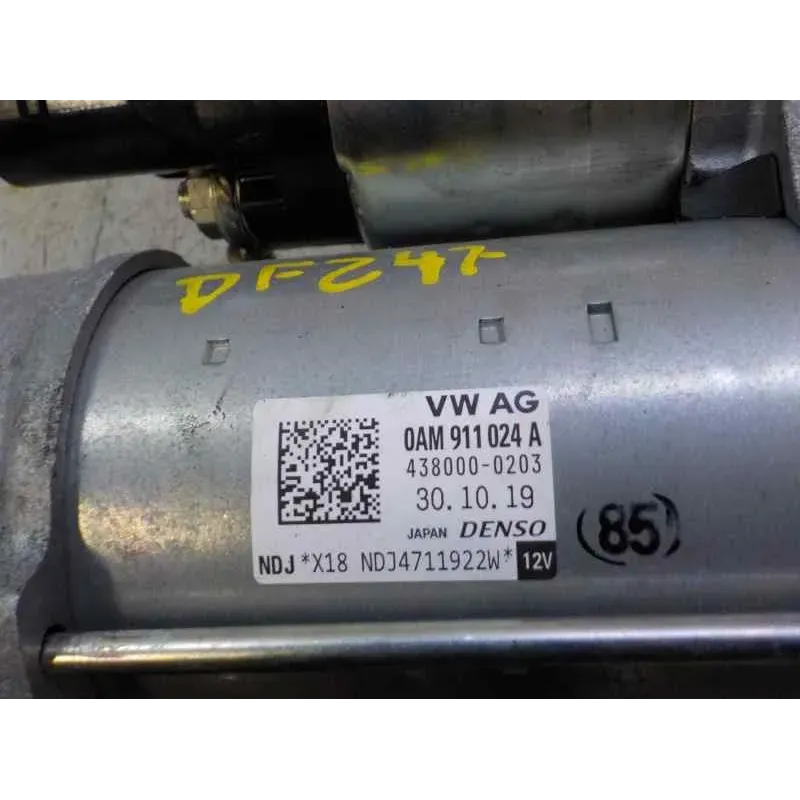 DF247
VW AG
0AM 911 024 A
438000-0203
30.10.19
JAPAN DENSO
NDJ *X18 NDJ4711922W* 12V
(85)